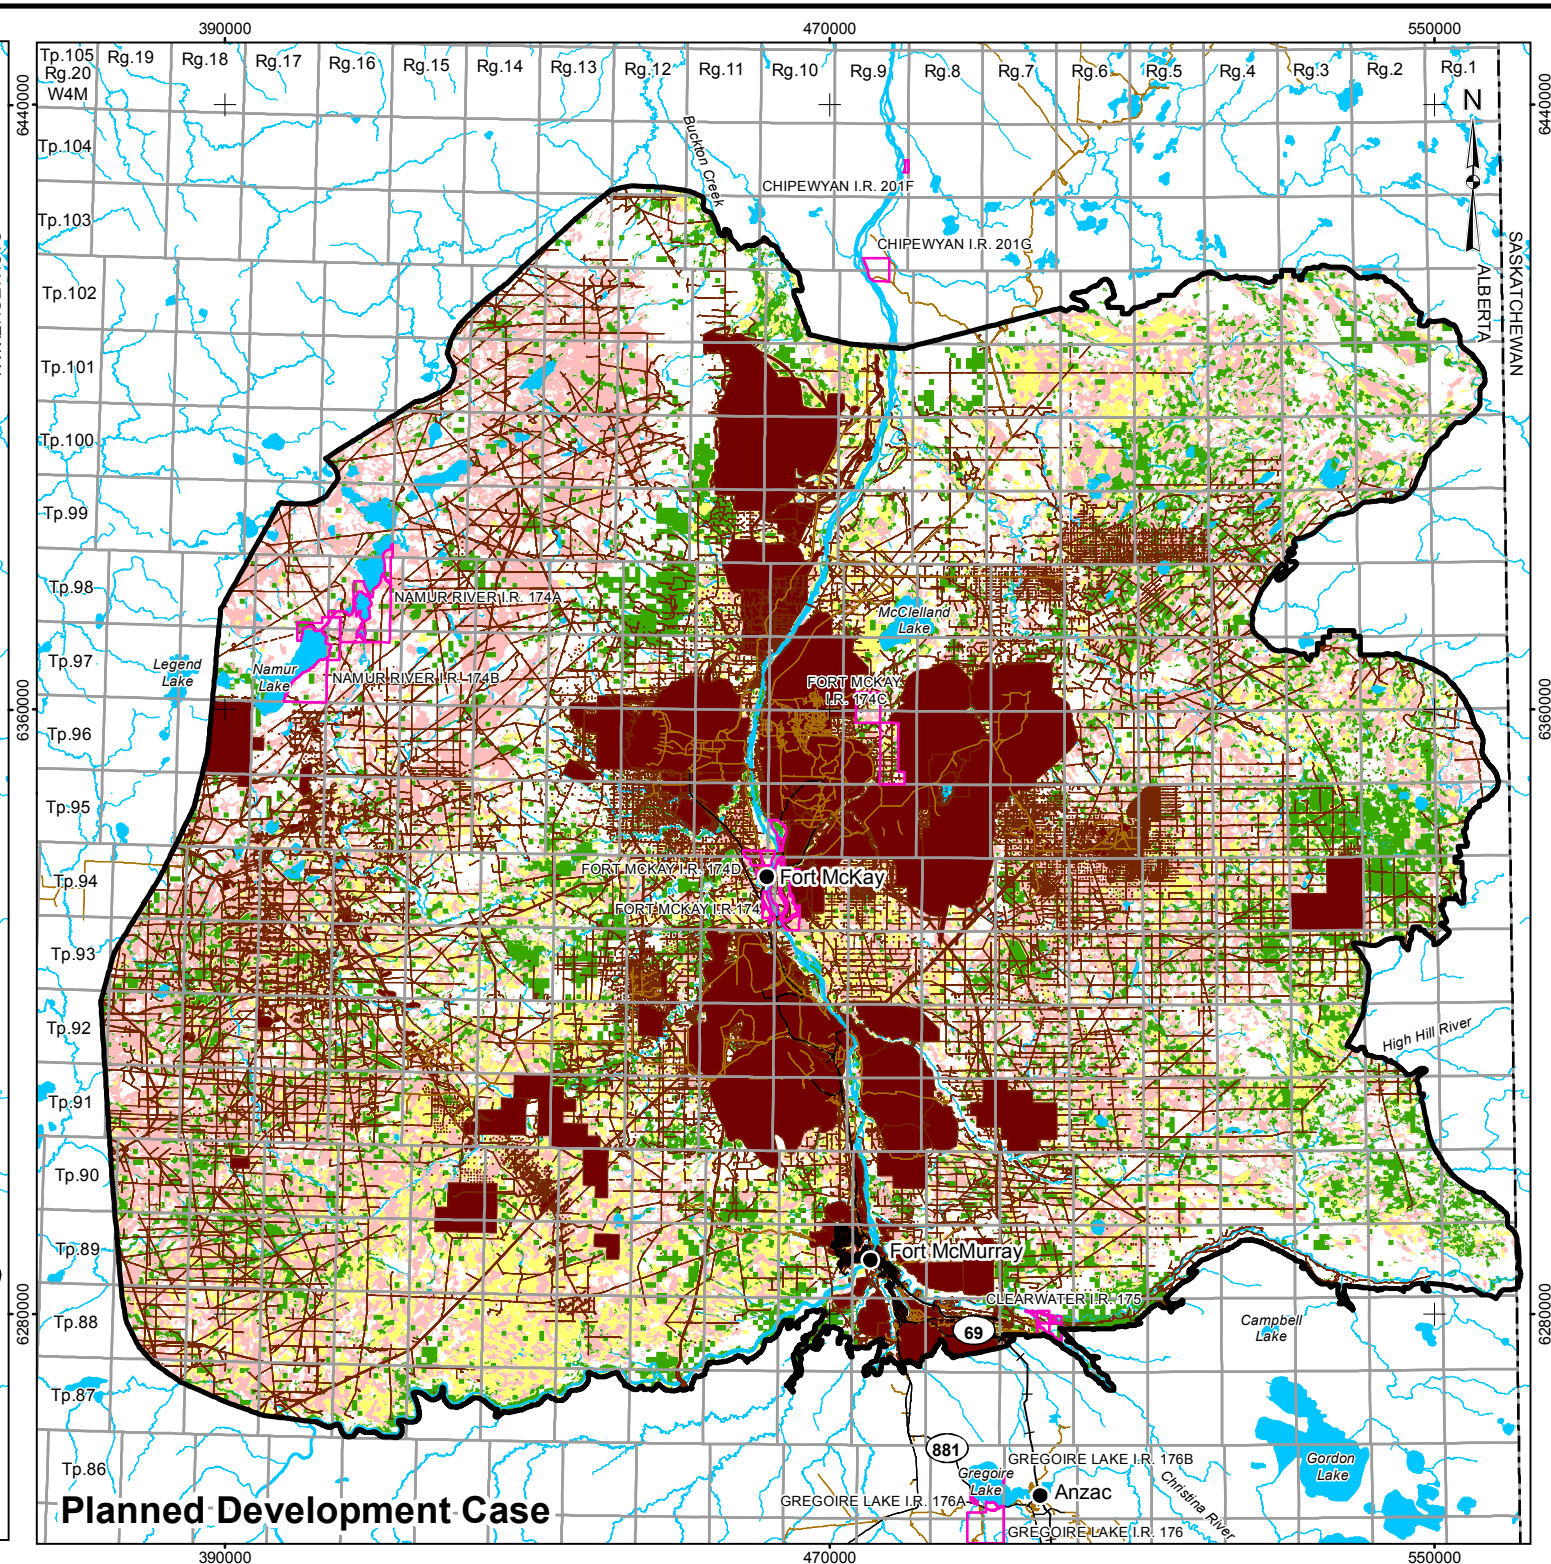 390000
470000
550000
Tp.105
Rg.20
W4M
Rg.19
Rg.18
Rg.17
Rg.16
Rg.15
Rg.14
Rg.13
Rg.12
Rg.11
Rg.10
Rg.9
Rg.8
Rg.7
Rg.6
Rg.5
Rg.4
Rg.3
Rg.2
Rg.1
6440000
6440000
N
Tp.104
Buckton Creek
CHIPEWYAN I.R. 201F
Tp.103
CHIPEWYAN I.R. 201G
SASKATCHEWAN
ALBERTA
Tp.102
Tp.101
Tp.100
Tp.99
Tp.98
NAMUR RIVER I.R. 174A
McClelland
Lake
Tp.97
Legend
Lake
Namur
Lake
NAMUR RIVER I.R. 174B
FORT MCKAY
I.R. 174C
6360000
6360000
Tp.96
Tp.95
Tp.94
FORT MCKAY I.R. 174D
Fort McKay
FORT MCKAY I.R.174
Tp.93
Tp.92
High Hill River
Tp.91
Tp.90
Tp.89
Fort McMurray
CLEARWATER I.R. 175
6280000
6280000
Tp.88
69
Campbell
Lake
Tp.87
881
GREGOIRE LAKE I.R. 176B
Tp.86
Gregoire
Lake
Gordon
Lake
Anzac
Christina River
GREGOIRE LAKE I.R. 176A
GREGOIRE LAKE I.R. 176
Planned Development Case
390000
470000
550000